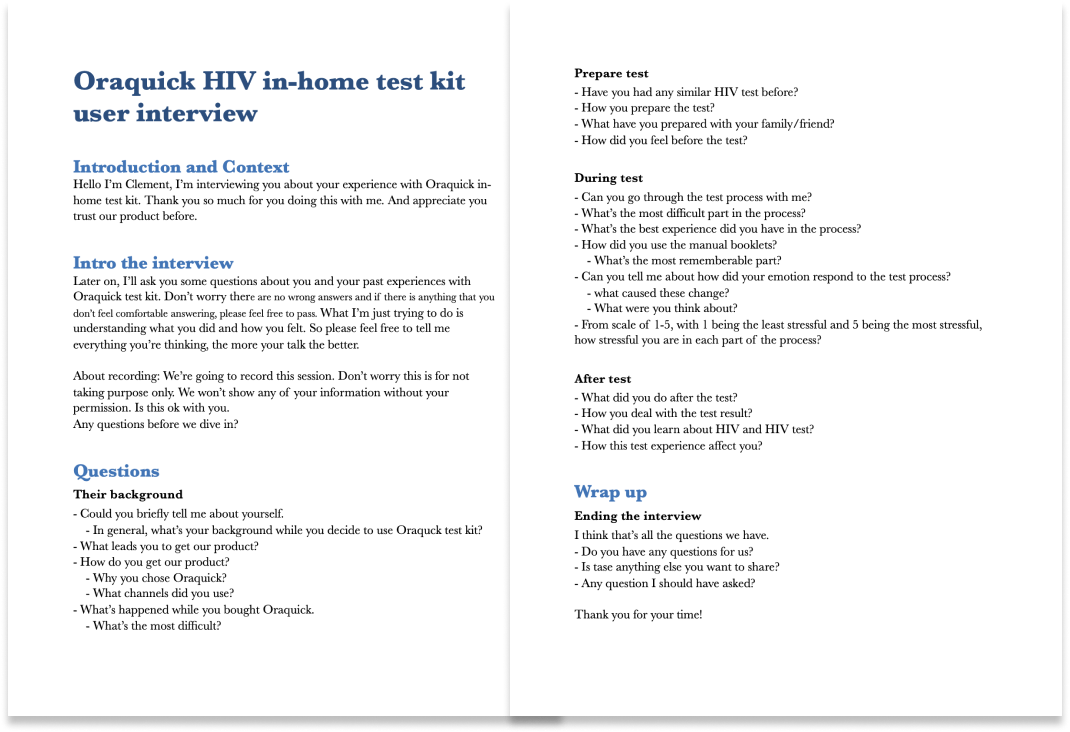 Oraquick HIV in-home test kit
user interview
Introduction and Context
Hello I'm Clement, I'm interviewing you about your experience with Oraquick in-
home test kit. Thank you so much for you doing this with me. And appreciate you
trust our product before.
Intro the interview
Later on, I'll ask you some questions about you and your past experiences with
Oraquick test kit. Don't worry there are no wrong answers and if there is anything that you
don't feel comfortable answering, please feel free to pass. What I'm just trying to do is
understanding what you did and how you felt. So please feel free to tell me
everything you're thinking, the more your talk the better.
About recording: We're going to record this session. Don't worry this is for not
taking purpose only. We won't show any of your information without your
permission. Is this ok with you.
Any questions before we dive in?
Questions
Their background
- Could you briefly tell me about yourself.
- In general, what's your background while you decide to use Oraquck test kit?
- What leads you to get our product?
- How do you get our product?
- Why you chose Oraquick?
- What channels did you use?
- What's happened while you bought Oraquick.
- What's the most difficult?
Prepare test
- Have you had any similar HIV test before?
- How you prepare the test?
- What have you prepared with your family/friend?
- How did you feel before the test?
During test
- Can you go through the test process with me?
- What's the most difficult part in the process?
- What's the best experience did you have in the process?
- How did you use the manual booklets?
- What's the most rememberable part?
- Can you tell me about how did your emotion respond to the test process?
- what caused these change?
- What were you think about?
- From scale of 1-5, with 1 being the least stressful and 5 being the most stressful,
how stressful you are in each part of the process?
After test
- What did you do after the test?
- How you deal with the test result?
- What did you learn about HIV and HIV test?
- How this test experience affect you?
Wrap up
Ending the interview
I think that's all the questions we have.
- Do you have any questions for us?
- Is tase anything else you want to share?
- Any question I should have asked?
Thank you for your time!